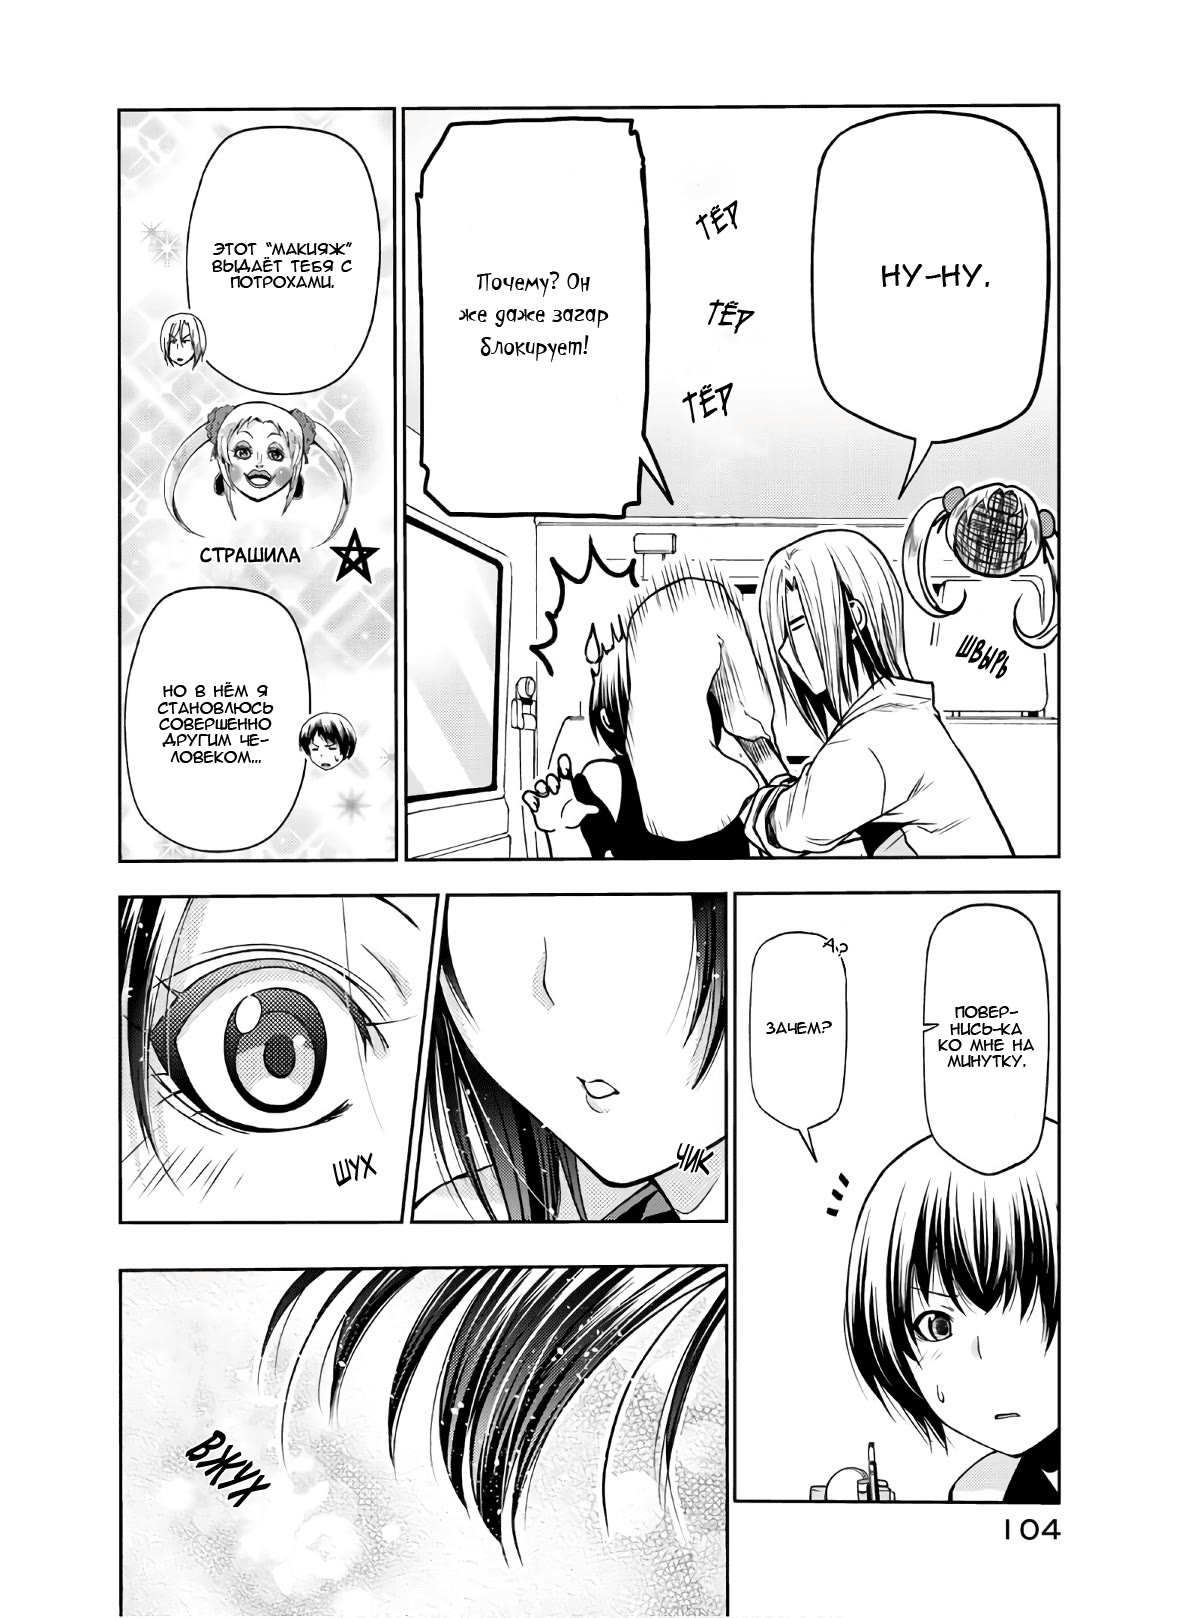 НУ-НУ.
ТЁР
ТЁР
ТЁР
Почему? Он
же даже загар
блокирует!
ШВЫРЬ
ЭТОТ “МАКИЯЖ”
ВЫДАЁТ ТЕБЯ С
ПОТРОХАМИ.
СТРАШИЛА
НО В НЁМ Я
СТАНОВЛЮСЬ
СОВЕРШЕННО
ДРУГИМ ЧЕ-
ЛОВЕКОМ...
ПОВЕР-
НИСЬ-КА
КО МНЕ НА
МИНУТКУ.
А?
ЗАЧЕМ?
ЧИК
ШУХ
ВЖУХ
104